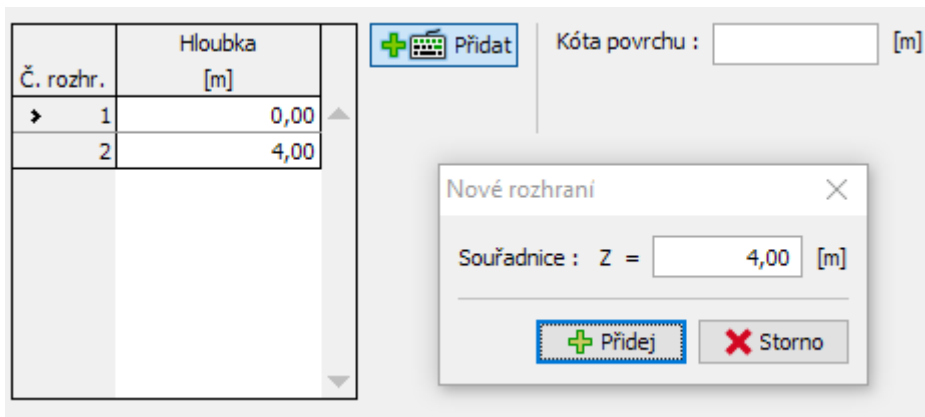 Č. rozhr.
Hloubka
[m]
1 0,00
2 4,00
Přidat
Kóta povrchu : [m]
Nové rozhraní
Souřadnice : Z = 4,00 [m]
Přidej Storno